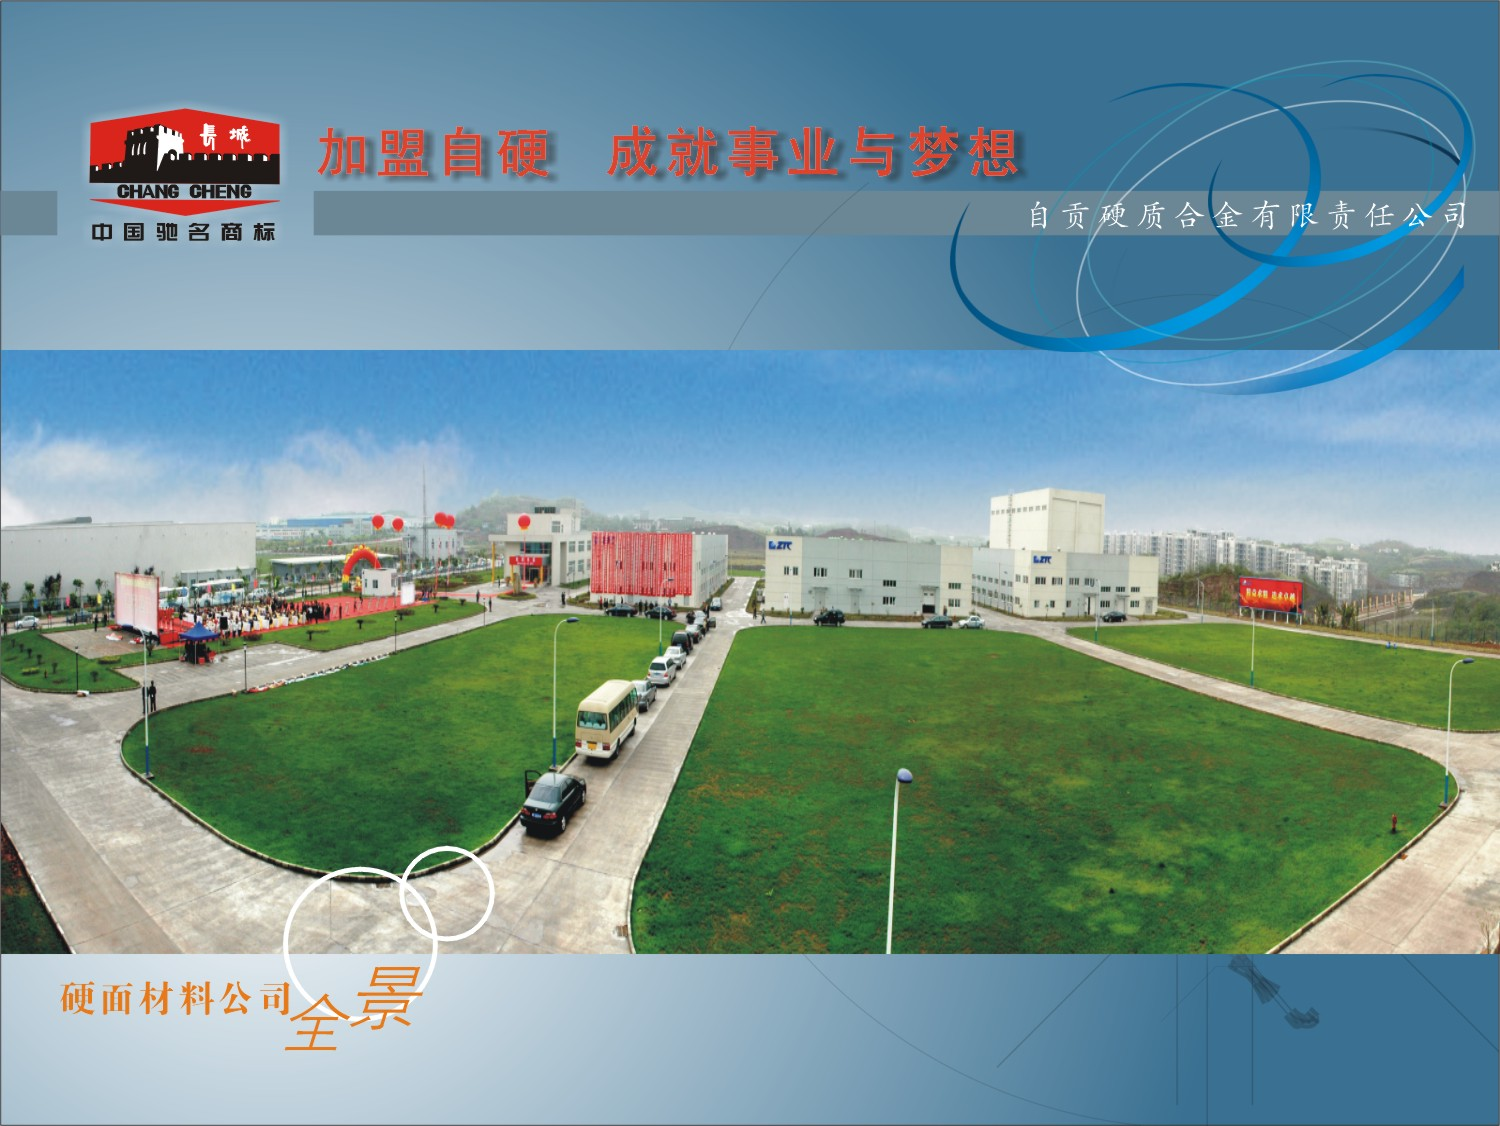 長城
CHANG CHENG
中国驰名商标
加盟自硬 成就事业与梦想
自贡硬质合金有限责任公司
ZTC
ZTC
硬面材料公司
全景